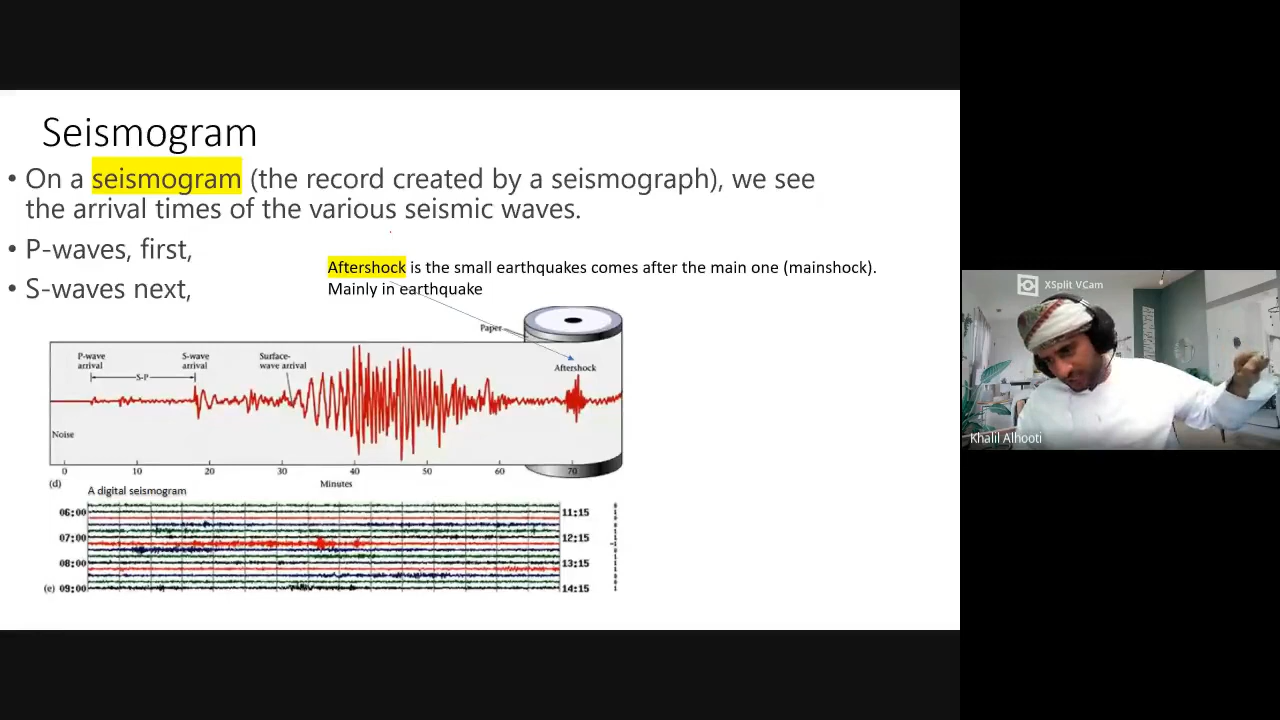 Seismogram
• On a seismogram (the record created by a seismograph), we see
the arrival times of the various seismic waves.
• P-waves, first,
• S-waves next,
Aftershock is the small earthquakes comes after the main one (mainshock).
Mainly in earthquake
Paper
P-wave
arrival
S-P
S-wave
arrival
Surface-
wave arrival
Aftershock
Noise
0 10 20 30 40 50 60 70
(d)
Minutes
A digital seismogram
06:00 11:15
07:00 12:15
08:00 13:15
(e) 09:00 14:15
XSplit VCam
Khalil Alhooti